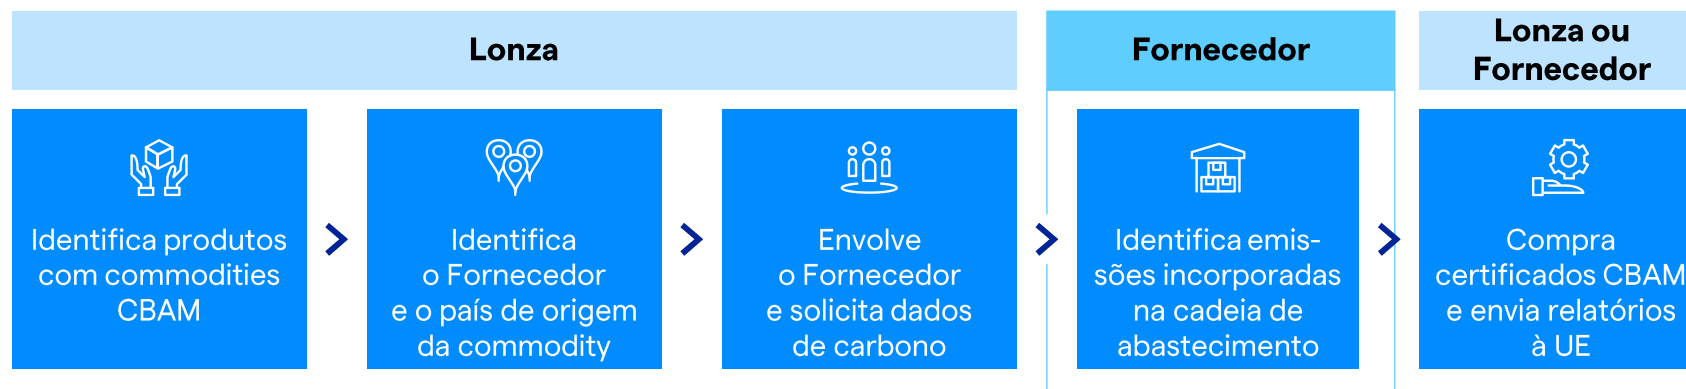 Lonza
Fornecedor
Lonza ou
Fornecedor
Identifica produtos
com commodities
CBAM
Identifica
o Fornecedor
e o país de origem
da commodity
Envolve
o Fornecedor
e solicita dados
de carbono
Identifica emis-
sões incorporadas
na cadeia de
abastecimento
Compra
certificados CBAM
e envia relatórios
à UE